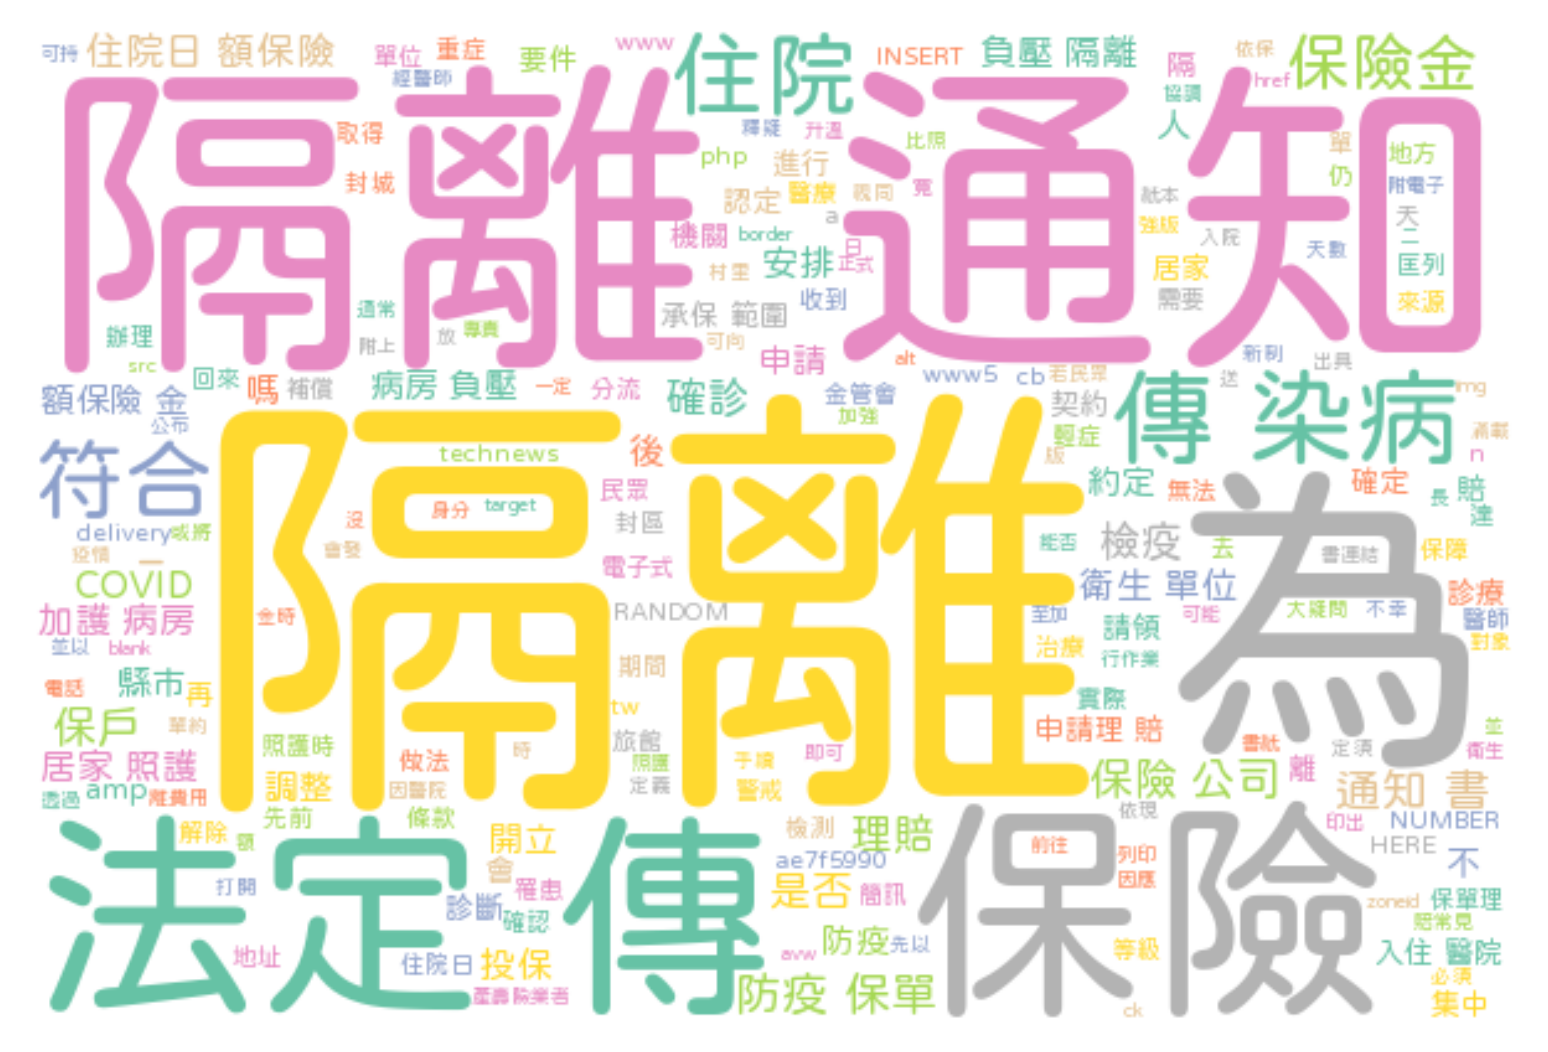 可持 住院日 額保險 單位 重症 要件 www 住院 INSERT 負壓 隔離 隔 依保 保險金
經醫師 href 協調
隔離 通知
取得 釋疑 升溫 比照 人 單 地方
封城 php 進行 仍 附電子
認定 醫療 親同 寬 紙本 天
a 強版 二
機關 border 日 入院 天數 匡列
村里 安排 正式 居家
收到 需要 來源
通常 承保 範圍
辦理 附上 放 專責 可向 新制 出具
src 回來 嗎 補償 病房 負壓 一定 分流 確診 申請 alt www5 cb 若民眾 送 img
額保險 金 金管會 契約 傳 染病
公布 加強 輕症 滿載
符合 technews 後 版 n
隔離 為
民眾 約定 無法 確定 長 賠
身分 target 達
delivery 或將 沒 封區 能否 檢疫 去 書連結 保障
疫情 一 會發 電子式
COVID 衛生 單位 診療
加護 病房 金時 RANDOM 至加 可能 大疑問 不幸 醫師
並以 blank 治療 請領 對象
電話 縣市 再 期間 行作業
tw 實際
保戶 單約 旅館 申請理 賠 並
居家 照護 照護時 做法 時 照護 手續 即可 書紙 定須 衛生
透過 amp 離費用 調整 因醫院 定義 警戒 保險 公司 離 通知 書
先前 條款 依現
法定 傳 保險
解除 額 開立 檢測 理賠 印出 NUMBER
ae7f5990 前往 列印 HERE
打開 會 罹患 是否 簡訊 因應 不
診斷 確認 zoneid 保單理
賠常見
地址 住院日 投保 avw 防疫 先以 等級 入住 醫院
產壽險業者 防疫 保單 ck 必須
集中